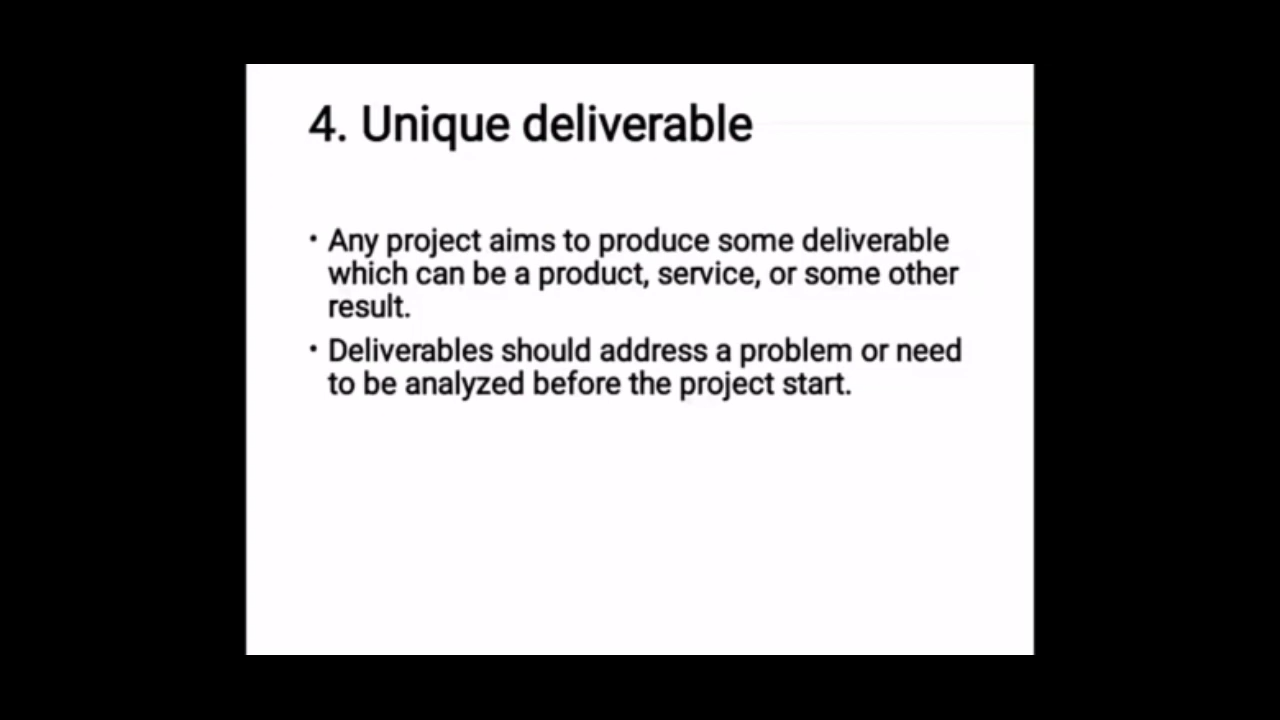 4. Unique deliverable
• Any project aims to produce some deliverable
which can be a product, service, or some other
result.
• Deliverables should address a problem or need
to be analyzed before the project start.